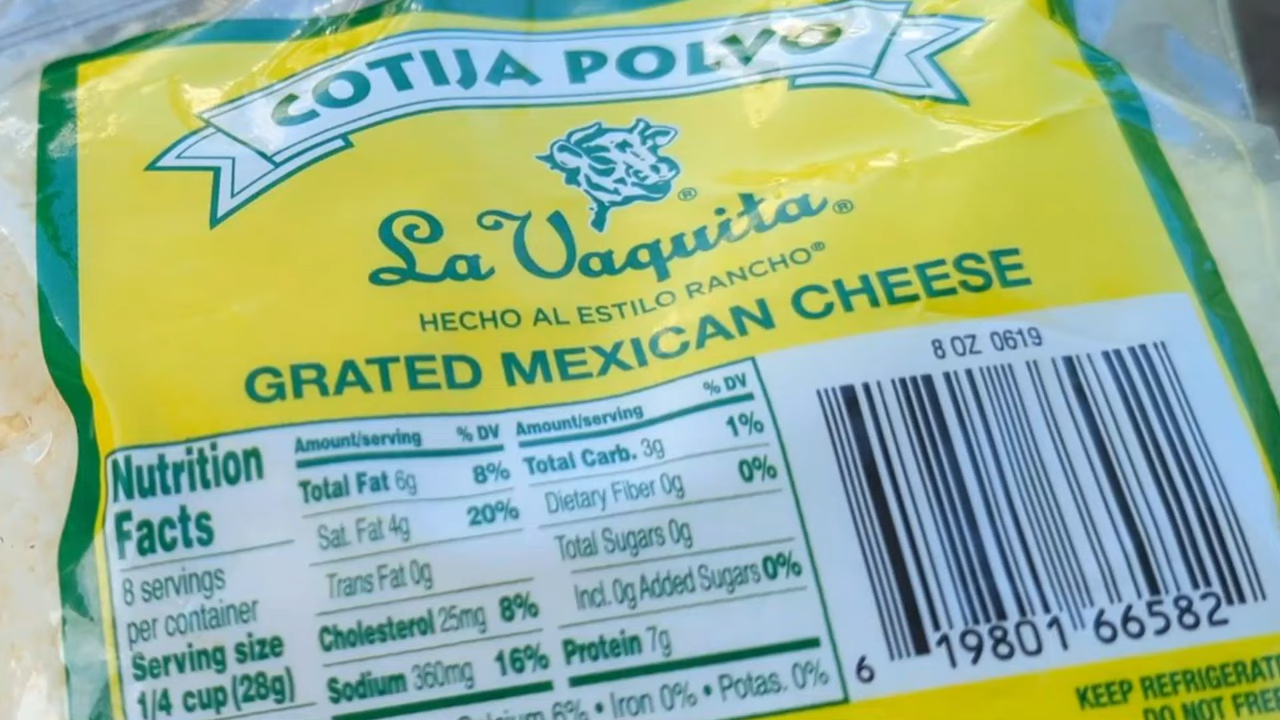 COTIJA POLVO
®
La Vaquita®
HECHO AL ESTILO RANCHO®
GRATED MEXICAN CHEESE
8 OZ 0619
Nutrition
Facts
8 servings
per container
Serving size
1/4 cup (28g)
Amount/serving % DV
Total Fat 6g 8%
Sat. Fat 4g 20%
Trans Fat 0g
Cholesterol 25mg 8%
Sodium 360mg 16%
Amount/serving % DV
Total Carb. 3g 1%
Dietary Fiber 0g 0%
Total Sugars 0g
Incl. 0g Added Sugars 0%
Protein 7g
6% • Iron 0% • Potas. 0%
6 19801 66582
KEEP
DO NOT